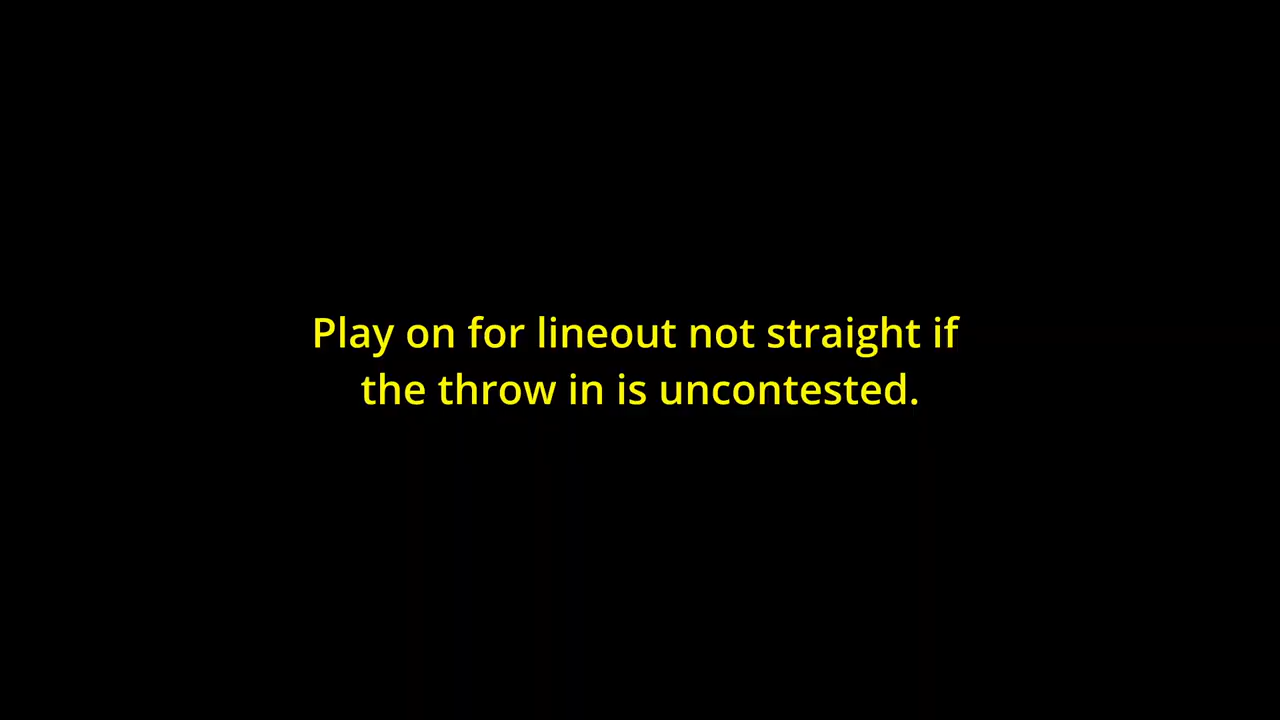 Play on for lineout not straight if
the throw in is uncontested.